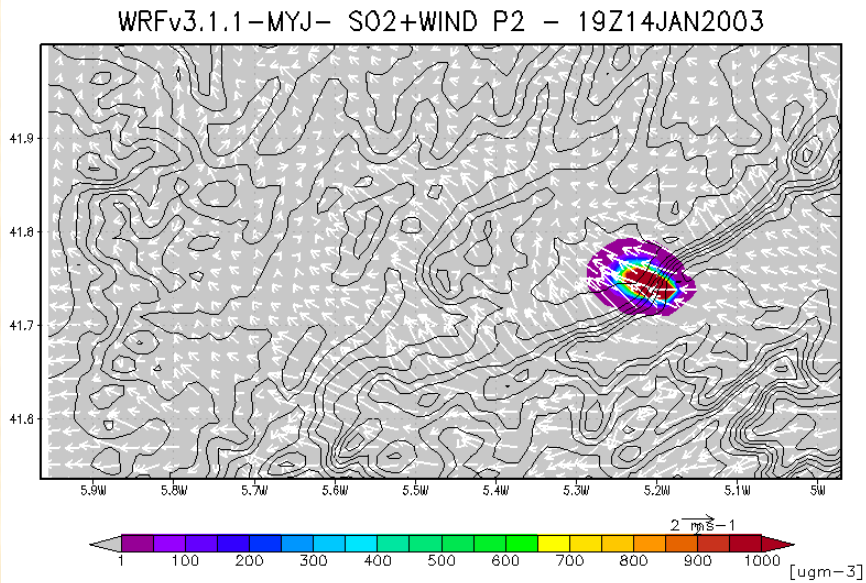 WRFv3.1.1-MYJ- SO2+WIND P2 - 19Z14JAN2003
41.9
41.8
41.7
41.8
5.9W 5.8W 5.7W 5.6W 5.5W 5.4W 5.3W 5.2W 5.1W 5W
2 ms-1
1 100 200 300 400 500 600 700 800 900 1000
[ugm-3]